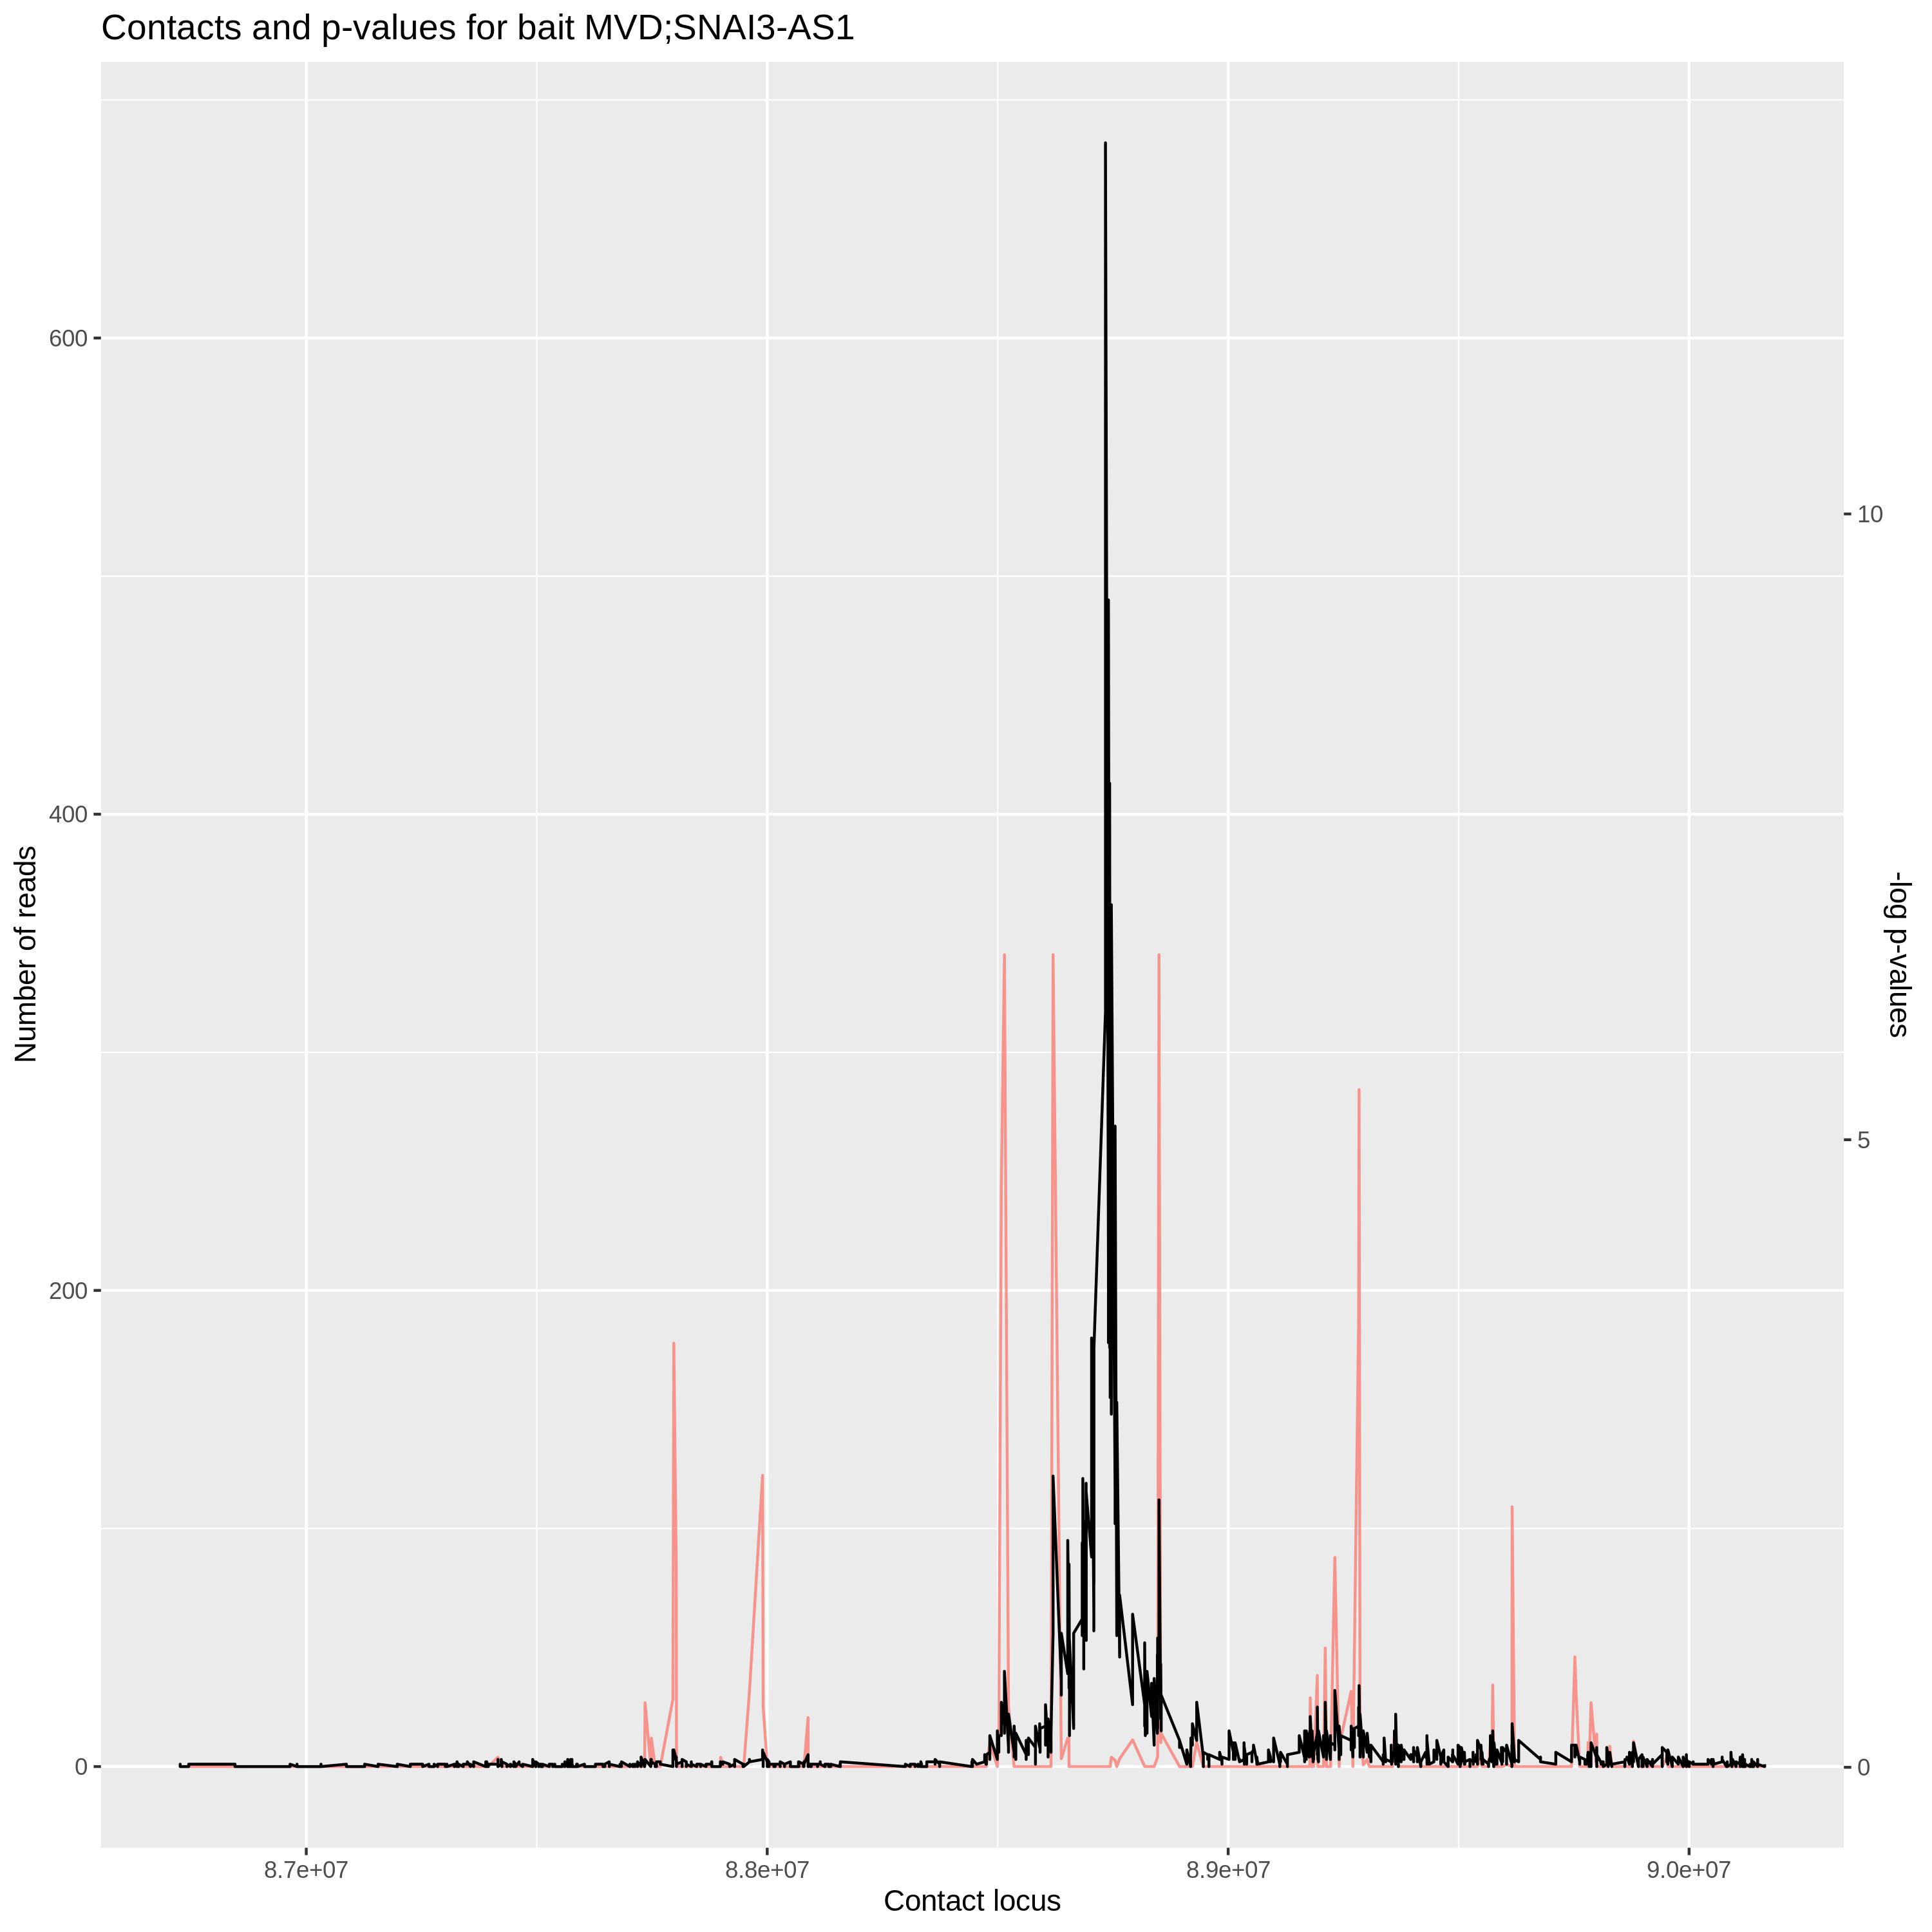 Contacts and p-values for bait MVD;SNAI3-AS1
600
400
200
0
Number of reads
10
5
0
-log p-values
8.7e+07
8.8e+07
8.9e+07
9.0e+07
Contact locus